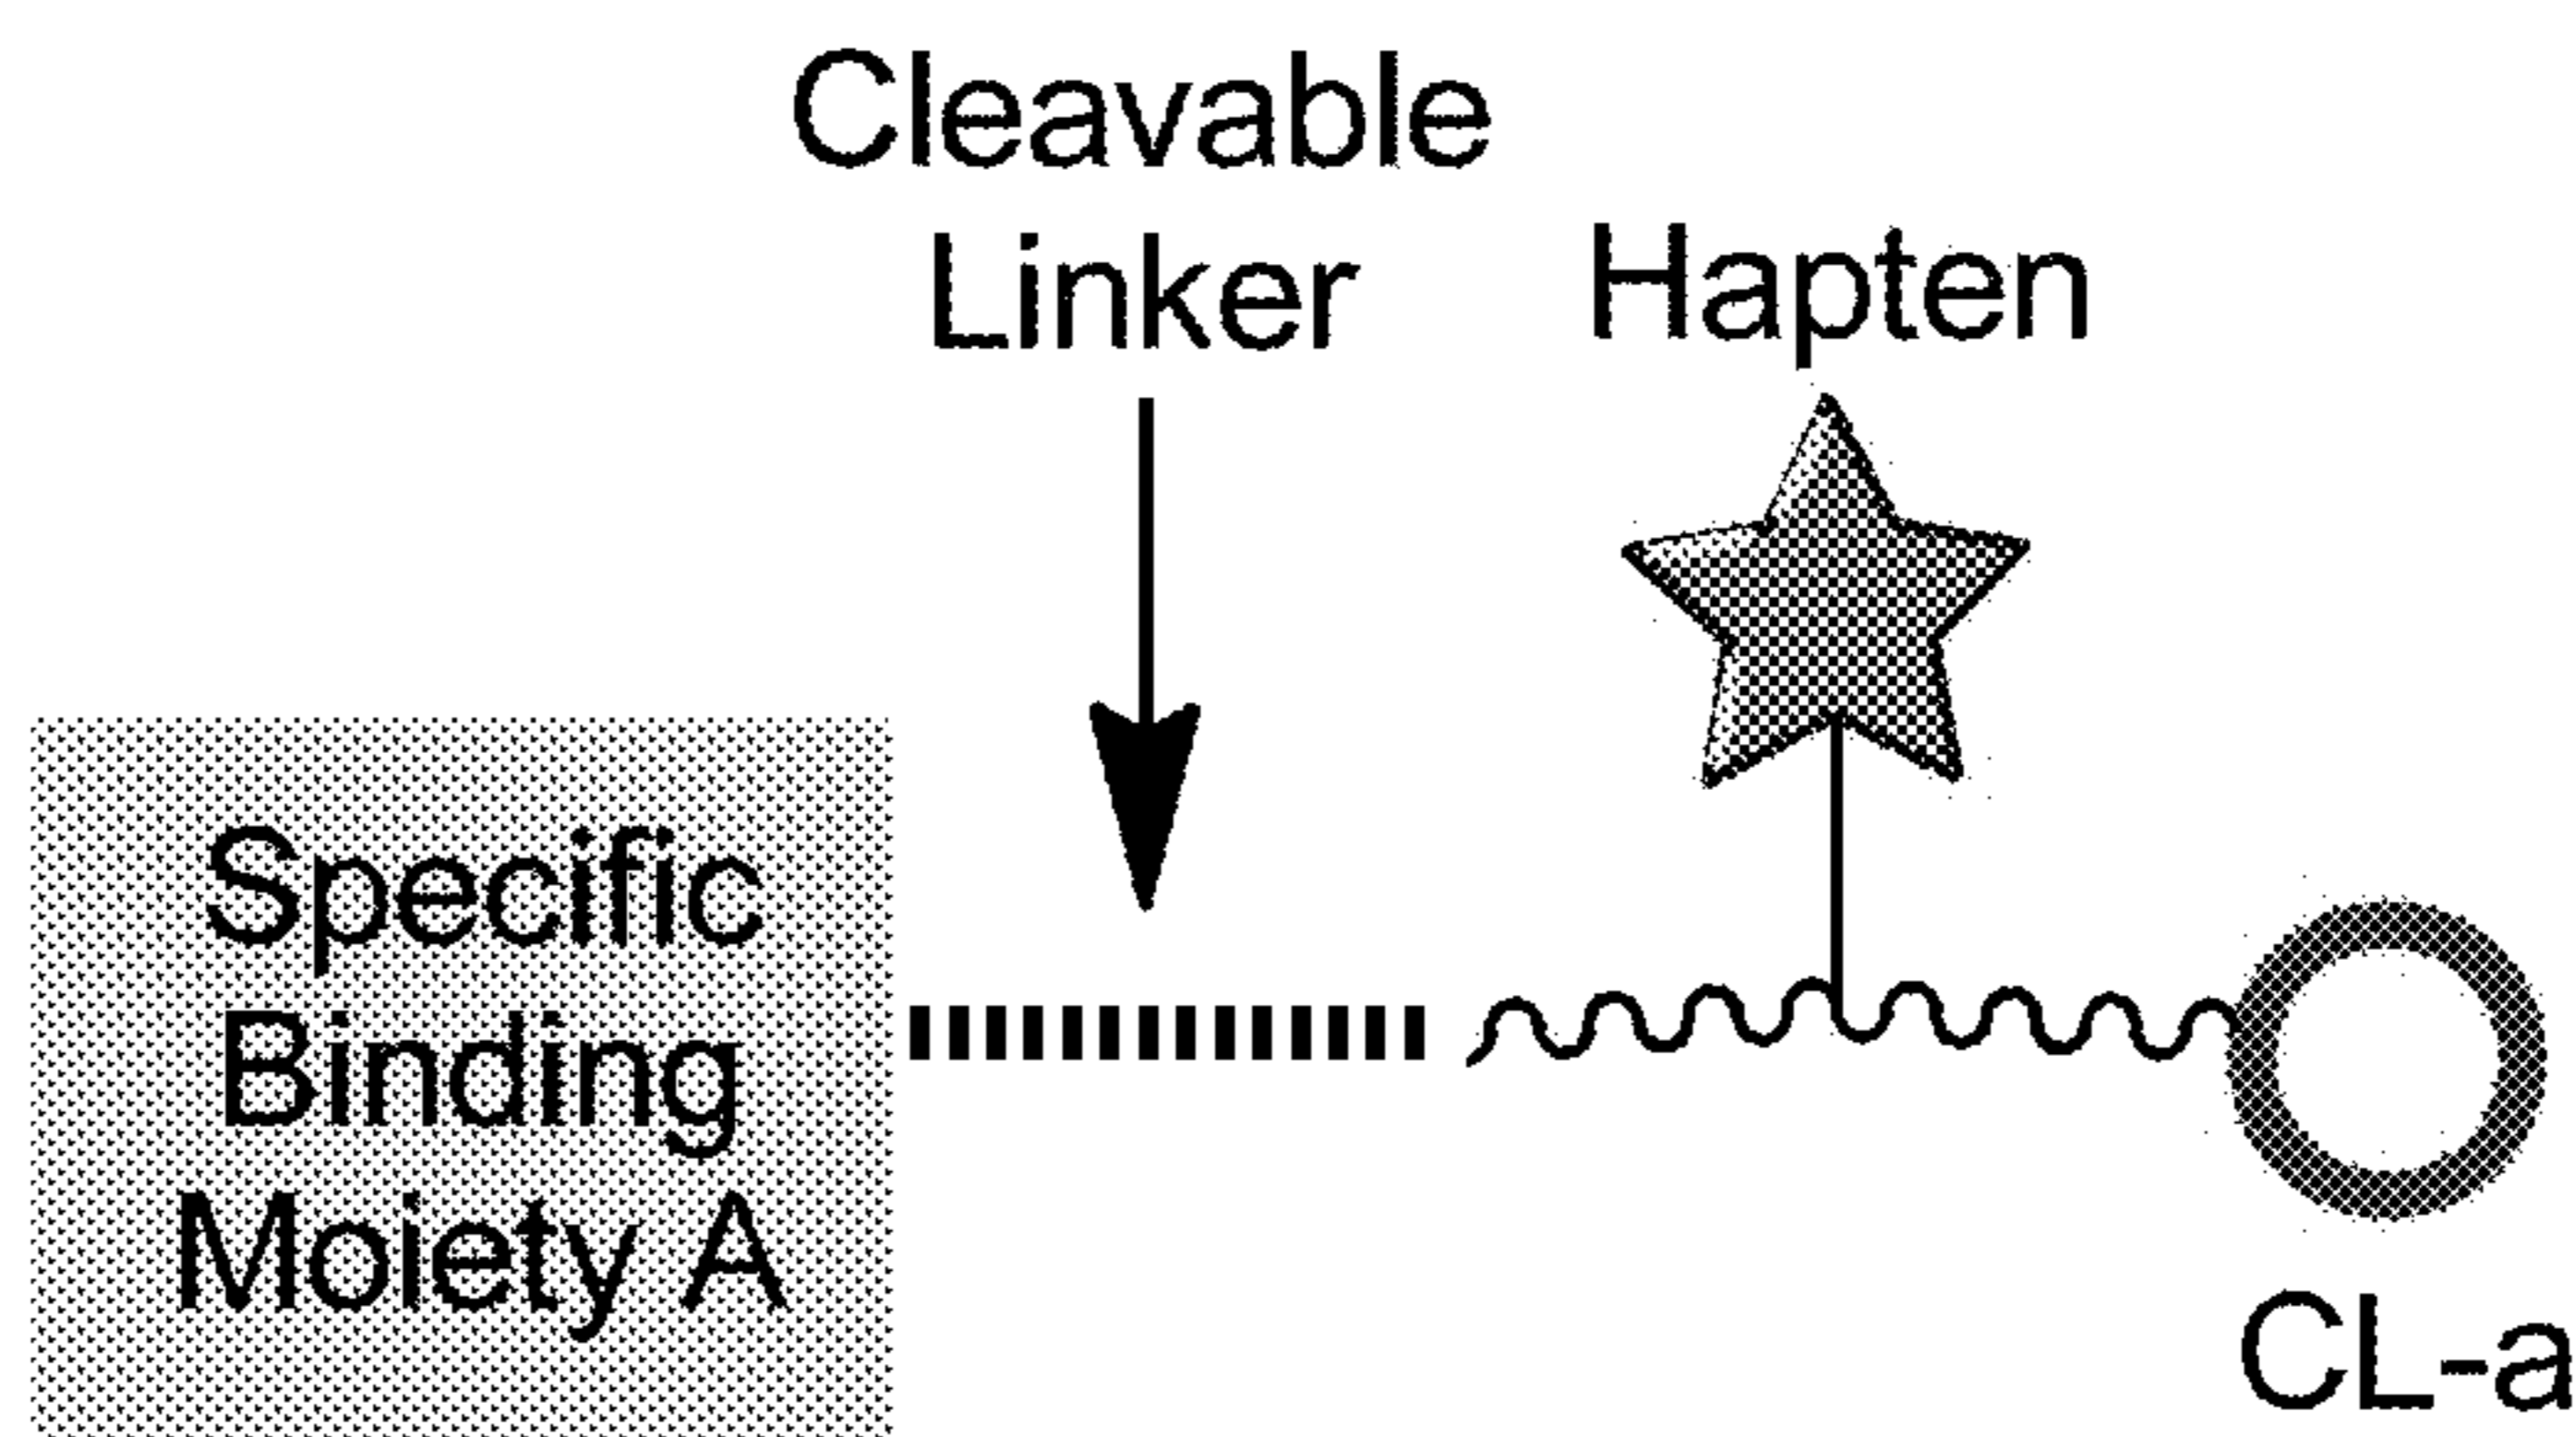 Cleavable
Linker
Hapten
Specific
Binding
Moiety A
CL-a